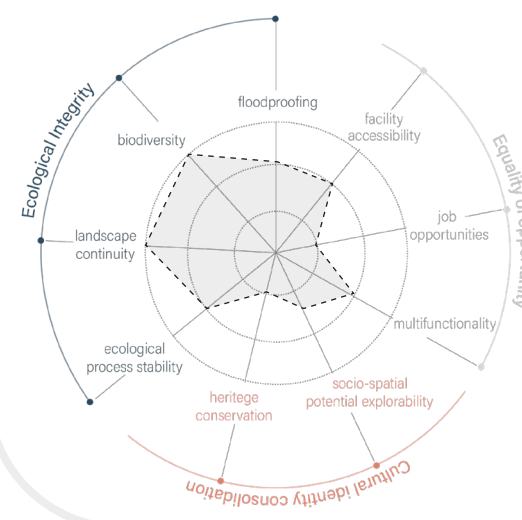 floodproofing
Ecological Integrity
biodiversity
facility
accessibility
Equality of opportunity
landscape
continuity
job
opportunities
multifunctionality
ecological
process stability
heritege
conservation
socio-spatial
potential explorability
Cultural identity consolidation